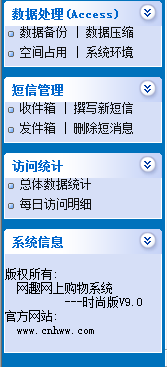 数据处理(Access)
数据备份 | 数据压缩
空间占用 | 系统环境
短信管理
收件箱 | 撰写新短信
发件箱 | 删除短消息
访问统计
总体数据统计
每日访问明细
系统信息
版权所有:
网趣网上购物系统
---时尚版V9.0
官方网站:
www.cnhww.com